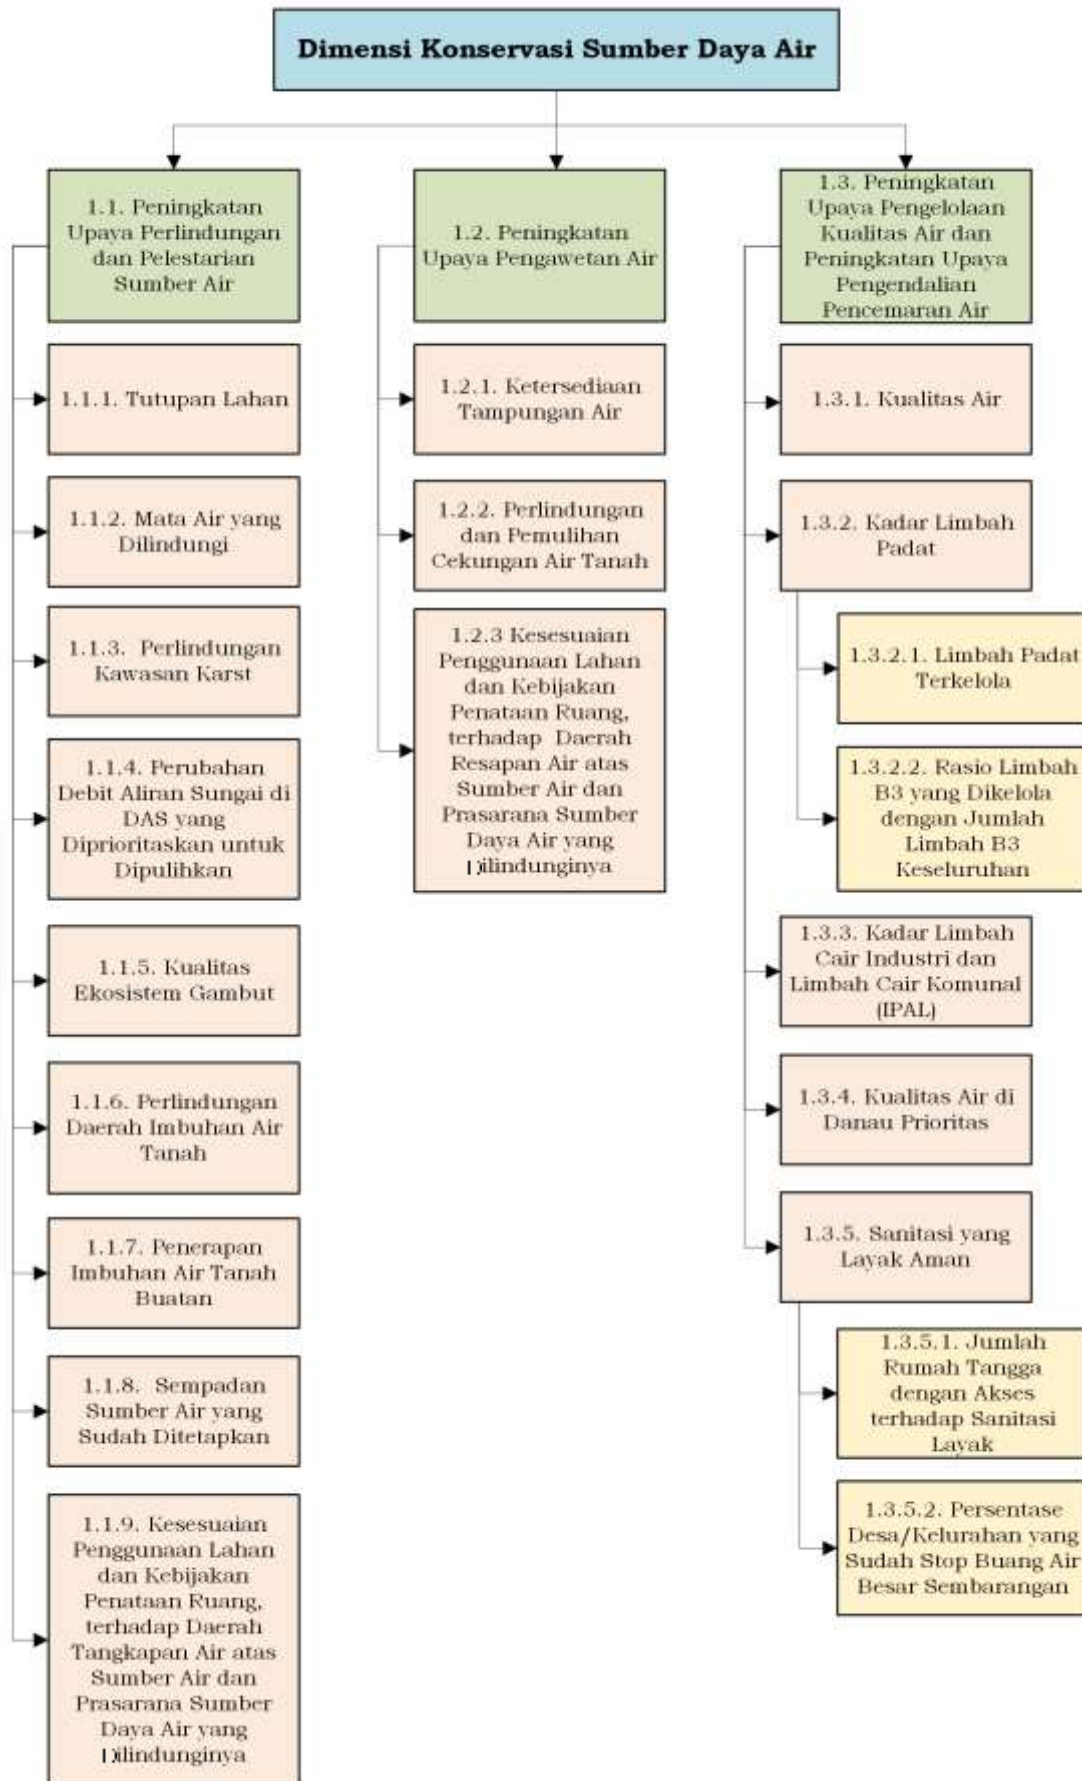 Dimensi Konservasi Sumber Daya Air
1.1. Peningkatan
Upaya Perlindungan
dan Pelestarian
Sumber Air
1.1.1. Tutupan Lahan
1.1.2. Mata Air yang
Dilindungi
1.1.3. Perlindungan
Kawasan Karst
1.1.4. Perubahan
Debit Aliran Sungai di
DAS yang
Diprioritaskan untuk
Dipulihkan
1.1.5. Kualitas
Ekosistem Gambut
1.1.6. Perlindungan
Daerah Imbuhan Air
Tanah
1.1.7. Penerapan
Imbuhan Air Tanah
Buatan
1.1.8. Sempadan
Sumber Air yang
Sudah Ditetapkan
1.1.9. Kesesuaian
Penggunaan Lahan
dan Kebijakan
Penataan Ruang,
terhadap Daerah
Tangkapan Air atas
Sumber Air dan
Prasarana Sumber
Daya Air yang
Dilindunginya
1.2. Peningkatan
Upaya Pengawetan Air
1.2.1. Ketersediaan
Tampungan Air
1.2.2. Perlindungan
dan Pemulihan
Cekungan Air Tanah
1.2.3 Kesesuaian
Penggunaan Lahan
dan Kebijakan
Penataan Ruang,
terhadap Daerah
Resapan Air atas
Sumber Air dan
Prasarana Sumber
Daya Air yang
Dilindunginya
1.3. Peningkatan
Upaya Pengelolaan
Kualitas Air dan
Peningkatan Upaya
Pengendalian
Pencemaran Air
1.3.1. Kualitas Air
1.3.2. Kadar Limbah
Padat
1.3.2.1. Limbah Padat
Terkelola
1.3.2.2. Rasio Limbah
B3 yang Dikelola
dengan Jumlah
Limbah B3
Keseluruhan
1.3.3. Kadar Limbah
Cair Industri dan
Limbah Cair Komunal
(IPAL)
1.3.4. Kualitas Air di
Danau Prioritas
1.3.5. Sanitasi yang
Layak Aman
1.3.5.1. Jumlah
Rumah Tangga
dengan Akses
terhadap Sanitasi
Layak
1.3.5.2. Persentase
Desa/Kelurahan yang
Sudah Stop Buang Air
Besar Sembarangan